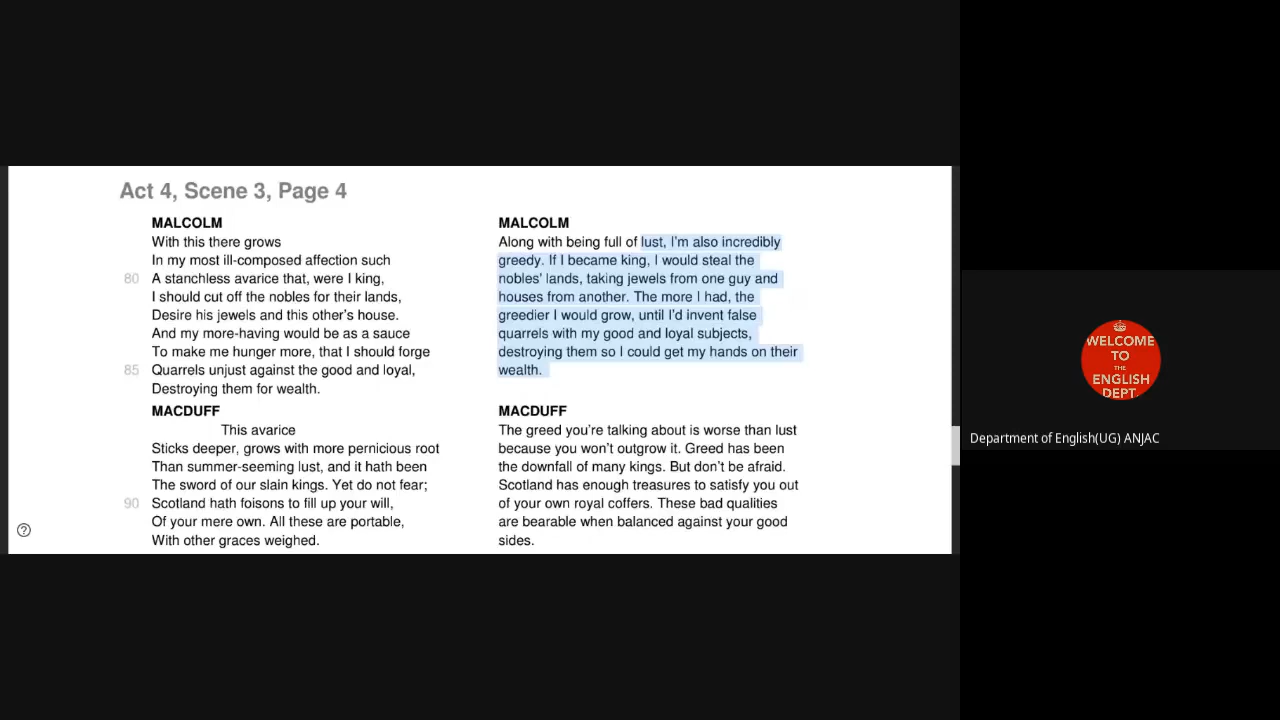 Act 4, Scene 3, Page 4
MALCOLM
With this there grows
In my most ill-composed affection such
80 A stanchless avarice that, were I king,
I should cut off the nobles for their lands,
Desire his jewels and this other's house.
And my more-having would be as a sauce
To make me hunger more, that I should forge
85 Quarrels unjust against the good and loyal,
Destroying them for wealth.
MACDUFF
This avarice
Sticks deeper, grows with more pernicious root
Than summer-seeming lust, and it hath been
The sword of our slain kings. Yet do not fear;
90 Scotland hath foisons to fill up your will,
Of your mere own. All these are portable,
With other graces weighed.
MALCOLM
Along with being full of lust, I'm also incredibly
greedy. If I became king, I would steal the
nobles' lands, taking jewels from one guy and
houses from another. The more I had, the
greedier I would grow, until I'd invent false
quarrels with my good and loyal subjects,
destroying them so I could get my hands on their
wealth.
MACDUFF
The greed you're talking about is worse than lust
because you won't outgrow it. Greed has been
the downfall of many kings. But don't be afraid.
Scotland has enough treasures to satisfy you out
of your own royal coffers. These bad qualities
are bearable when balanced against your good
sides.
?
WELCOME
TO
THE
ENGLISH
DEPT.
Department of English(UG) ANJAC